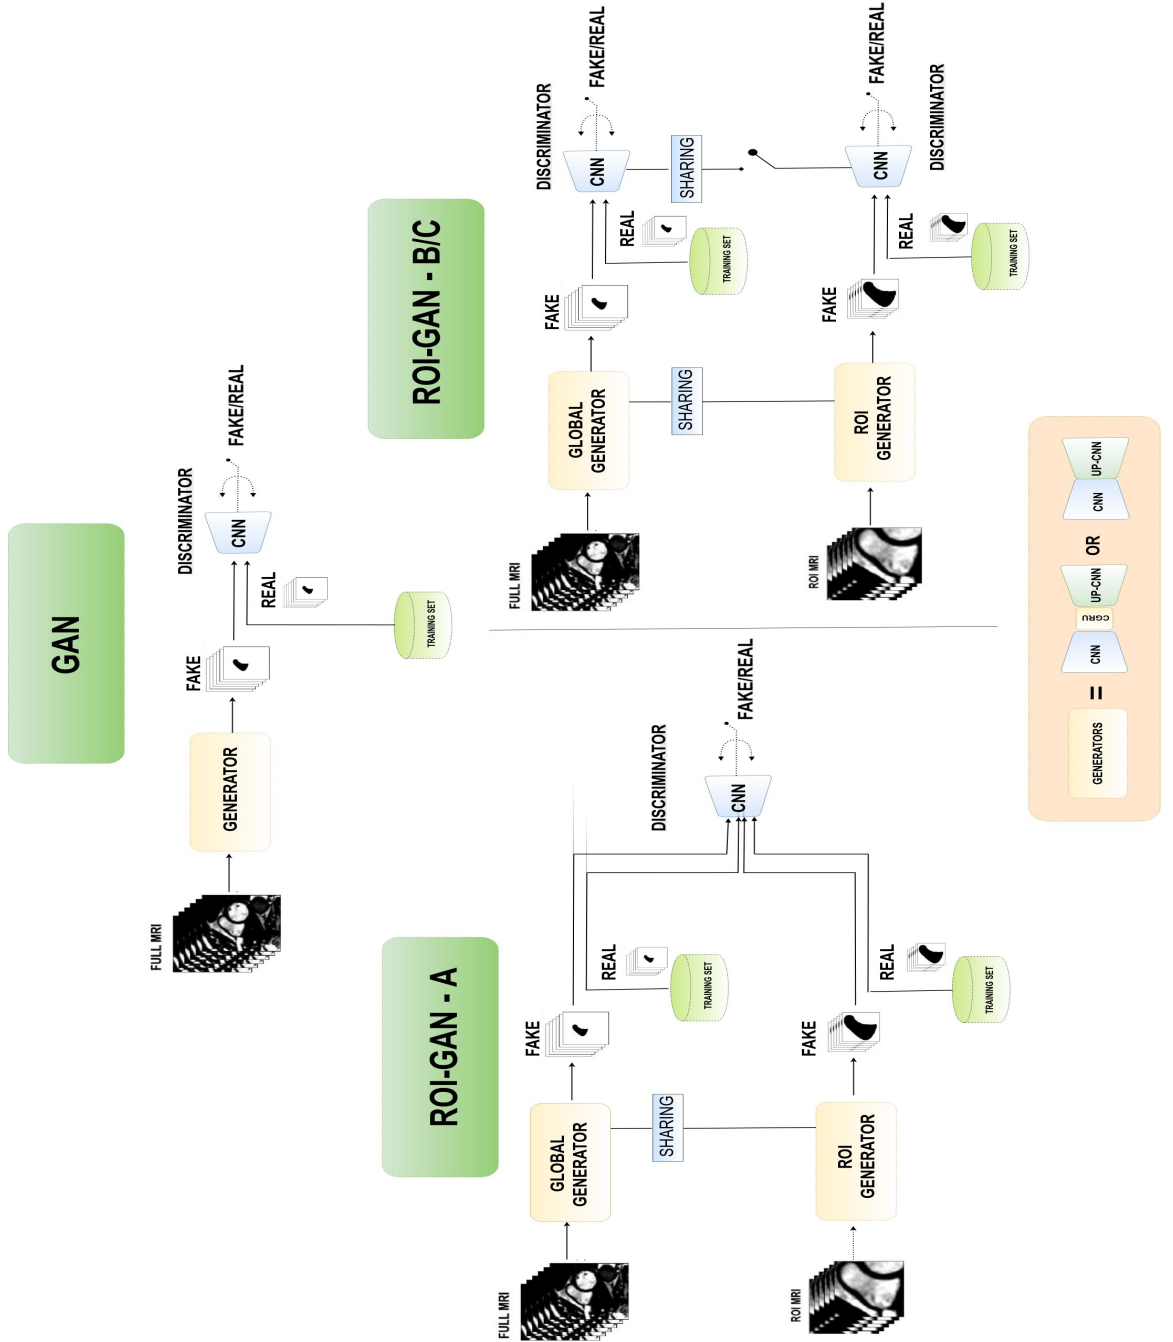 GAN
FULL MRI
GENERATOR
FAKE
REAL
TRAINING SET
DISCRIMINATOR
CNN
FAKE/REAL
ROI-GAN - A
FULL MRI
GLOBAL
GENERATOR
FAKE
REAL
TRAINING SET
SHARING
ROI MRI
ROI
GENERATOR
FAKE
REAL
TRAINING SET
DISCRIMINATOR
CNN
FAKE/REAL
ROI-GAN - B/C
FULL MRI
GLOBAL
GENERATOR
FAKE
REAL
TRAINING SET
DISCRIMINATOR
CNN
FAKE/REAL
SHARING
SHARING
ROI MRI
ROI
GENERATOR
FAKE
REAL
TRAINING SET
CNN
DISCRIMINATOR
FAKE/REAL
GENERATORS
=
CNN
CGRU
UP-CNN
OR
CNN
UP-CNN